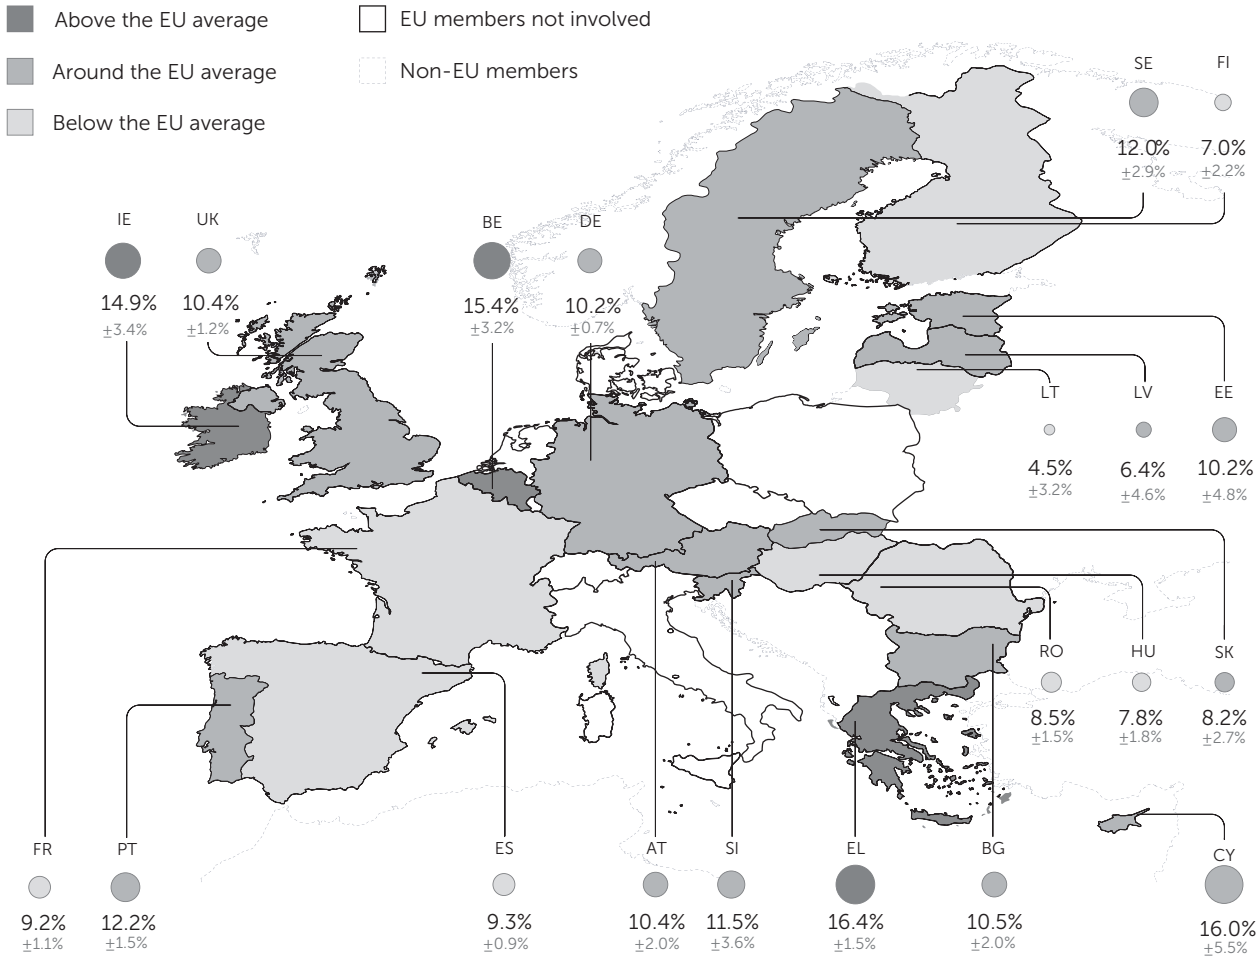 Above the EU average
Around the EU average
Below the EU average
EU members not involved
Non-EU members
SE
12.0%
±2.9%
FI
7.0%
±2.2%
IE
14.9%
±3.4%
UK
10.4%
±1.2%
BE
15.4%
±3.2%
DE
10.2%
±0.7%
LT
4.5%
±3.2%
LV
6.4%
±4.6%
EE
10.2%
±4.8%
RO
8.5%
±1.5%
HU
7.8%
±1.8%
SK
8.2%
±2.7%
FR
9.2%
±1.1%
PT
12.2%
±1.5%
ES
9.3%
±0.9%
AT
10.4%
±2.0%
SI
11.5%
±3.6%
EL
16.4%
±1.5%
BG
10.5%
±2.0%
CY
16.0%
±5.5%